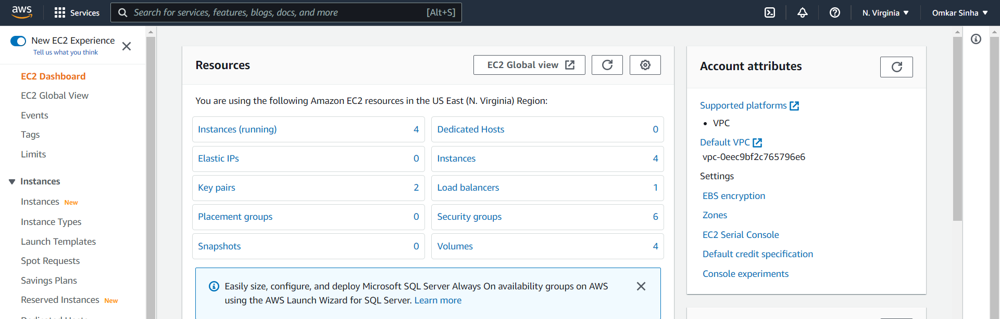 aws
Services
Search for services, features, blogs, docs, and more [Alt+S]
N. Virginia
Omkar Sinha
New EC2 Experience
Tell us what you think
EC2 Dashboard
EC2 Global View
Events
Tags
Limits
Instances
Instances New
Instance Types
Launch Templates
Spot Requests
Savings Plans
Reserved Instances New
Dedicated Hosts
Resources
EC2 Global view
You are using the following Amazon EC2 resources in the US East (N. Virginia) Region:
Instances (running) 4
Dedicated Hosts 0
Elastic IPs 0
Instances 4
Key pairs 2
Load balancers 1
Placement groups 0
Security groups 6
Snapshots 0
Volumes 4
Easily size, configure, and deploy Microsoft SQL Server Always On availability groups on AWS
using the AWS Launch Wizard for SQL Server. Learn more
Account attributes
Supported platforms
• VPC
Default VPC
vpc-0eec9bf2c765796e6
Settings
EBS encryption
Zones
EC2 Serial Console
Default credit specification
Console experiments